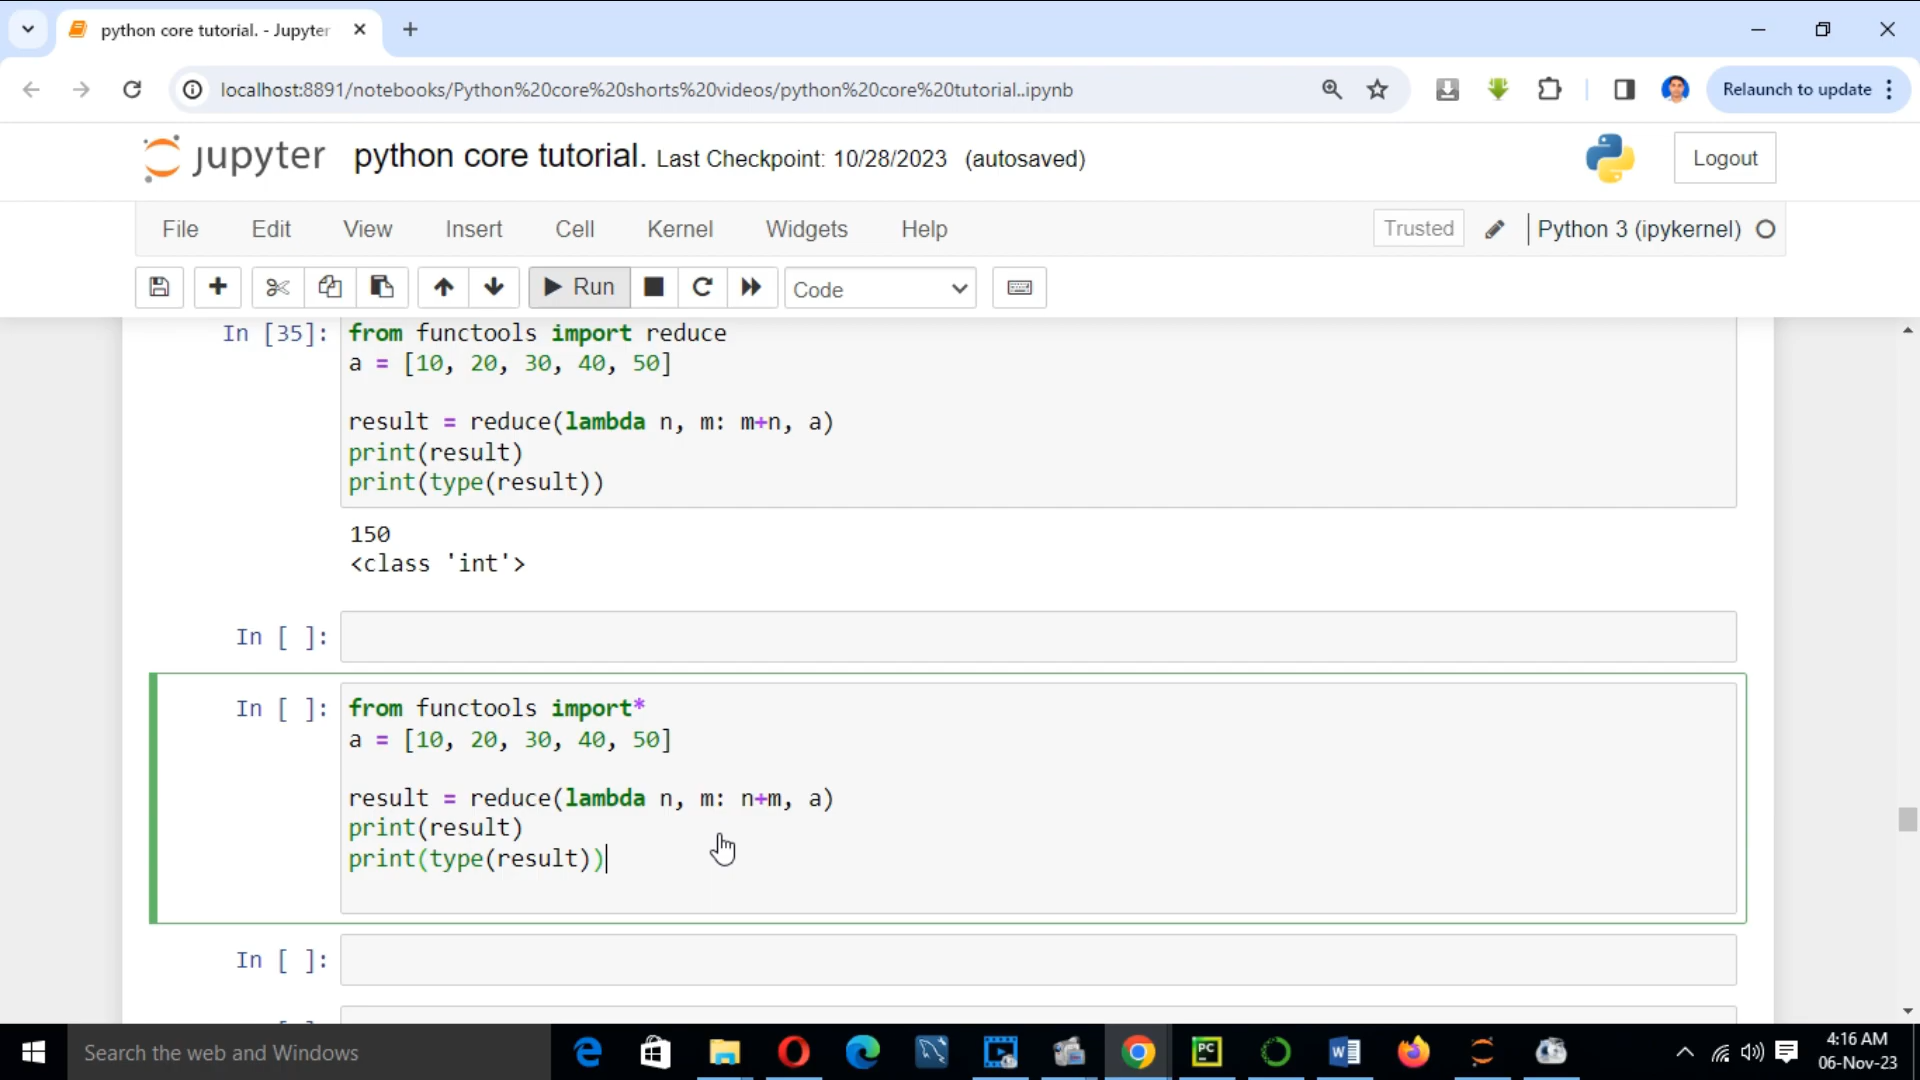 python core tutorial. - Jupyter
localhost:8891/notebooks/Python%20core%20shorts%20videos/python%20core%20tutorial..ipynb
Relaunch to update
jupyter python core tutorial. Last Checkpoint: 10/28/2023 (autosaved)
Logout
File Edit View Insert Cell Kernel Widgets Help
Trusted
Python 3 (ipykernel)
Run
Code
In [35]: from functools import reduce
a = [10, 20, 30, 40, 50]
result = reduce(lambda n, m: m+n, a)
print(result)
print(type(result))
150
<class 'int'>
In [ ]:
In [ ]: from functools import*
a = [10, 20, 30, 40, 50]
result = reduce(lambda n, m: n+m, a)
print(result)
print(type(result))
In [ ]:
Search the web and Windows
PC
4:16 AM
06-Nov-23